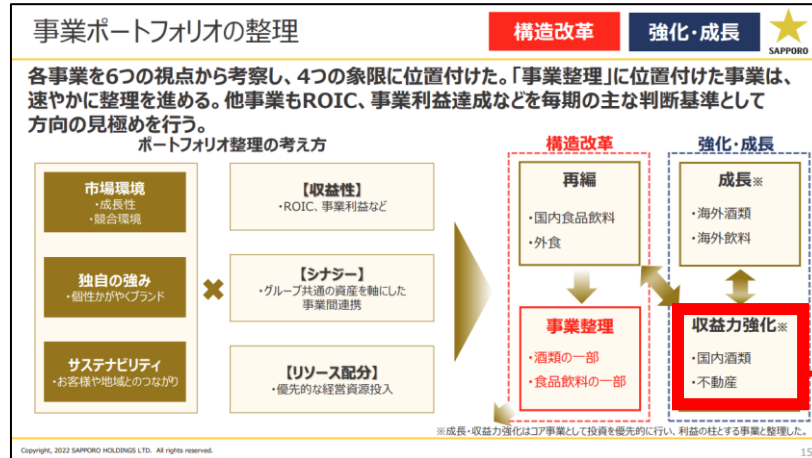 事業ポートフォリオの整理
構造改革
強化・成長
SAPPORO
各事業を6つの視点から考察し、4つの象限に位置付けた。「事業整理」に位置付けた事業は、
速やかに整理を進める。他事業もROIC、事業利益達成などを毎期の主な判断基準として
方向の見極めを行う。
ポートフォリオ整理の考え方
市場環境
・成長性
・競合環境
独自の強み
・個性かがやくブランド
サステナビリティ
・お客様や地域とのつながり
【収益性】
・ROIC、事業利益など
【シナジー】
・グループ共通の資産を軸にした
事業間連携
【リソース配分】
・優先的な経営資源投入
構造改革
再編
・国内食品飲料
・外食
事業整理
・酒類の一部
・食品飲料の一部
強化・成長
成長※
・海外酒類
・海外飲料
収益力強化※
・国内酒類
・不動産
※成長・収益力強化はコア事業として投資を優先的に行い、利益の柱とする事業と整理した。
Copyright, 2022 SAPPORO HOLDINGS LTD. All rights reserved.
15